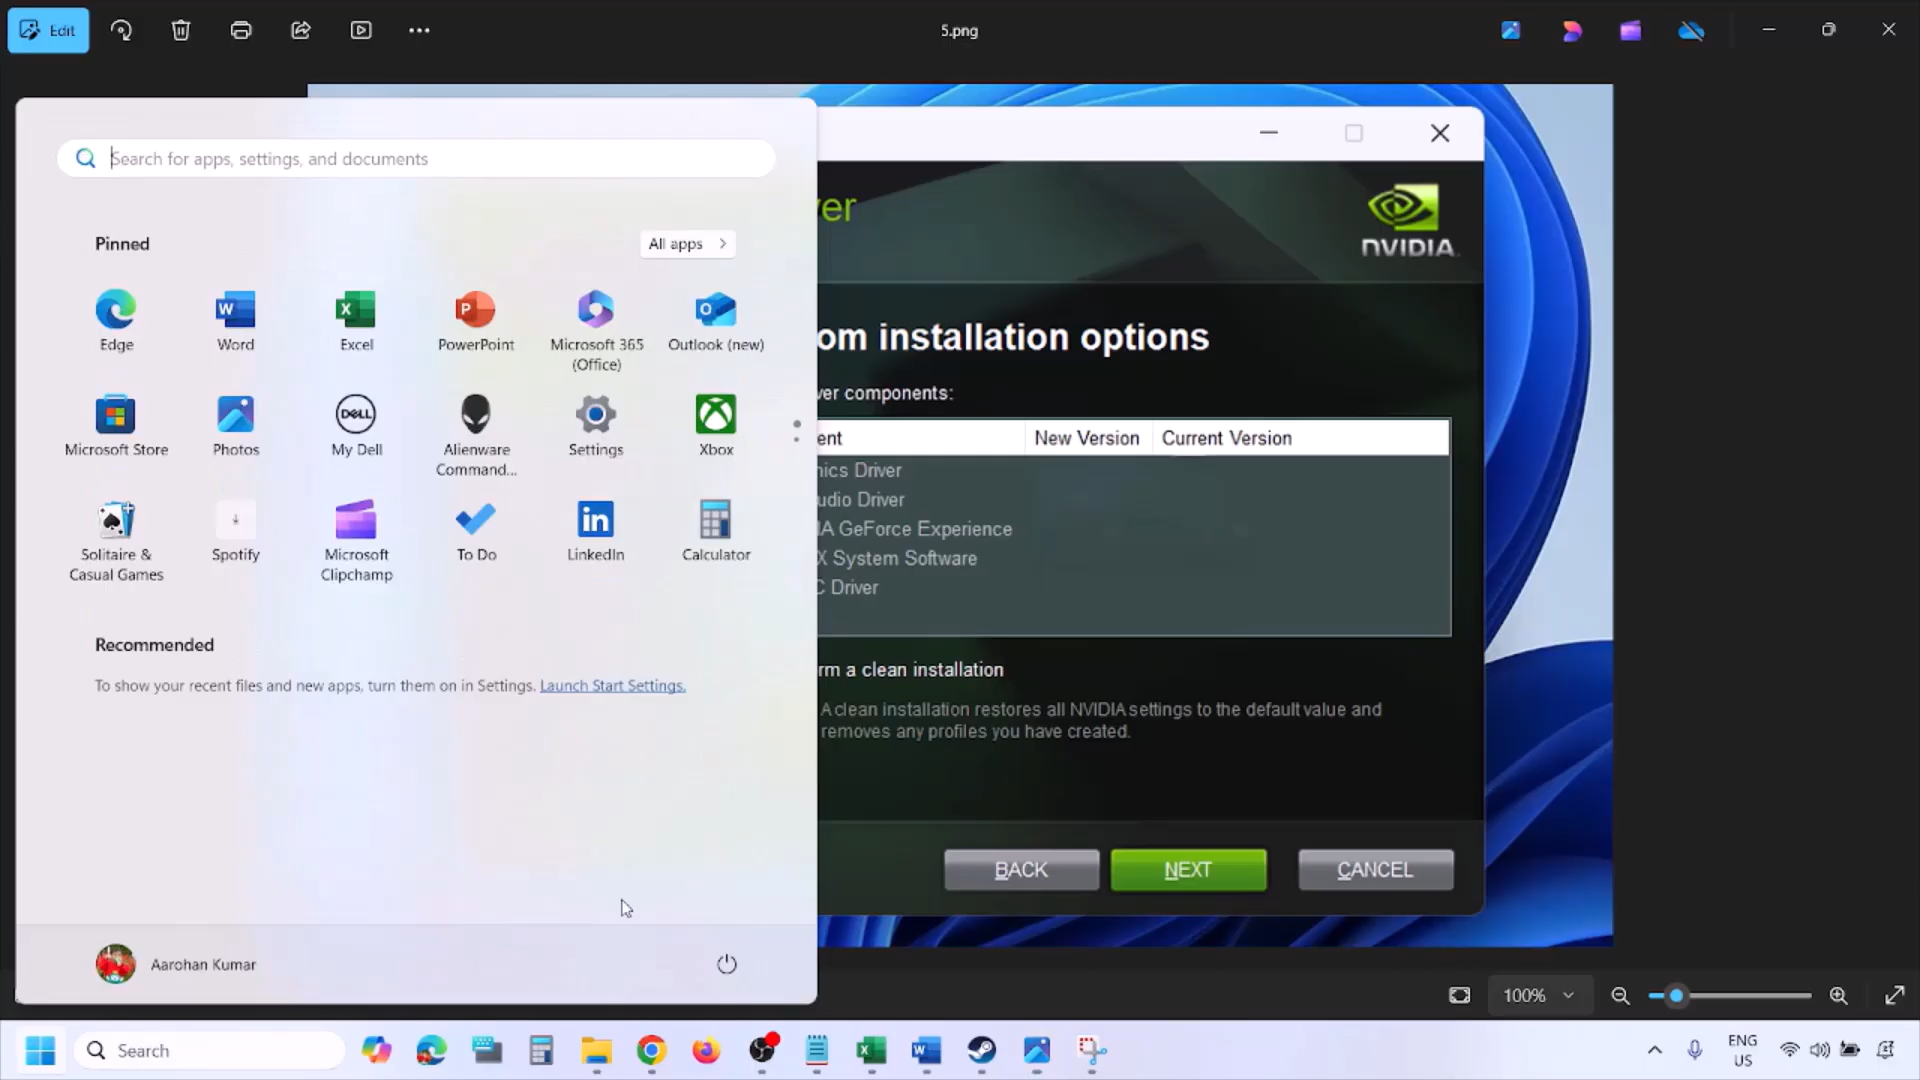 Edit
5.png
Search for apps, settings, and documents
Pinned
All apps
Edge
Word
Excel
PowerPoint
Microsoft 365
(Office)
Outlook (new)
Microsoft Store
Photos
DELL
My Dell
Alienware
Command...
Settings
Xbox
Solitaire &
Casual Games
Spotify
Microsoft
Clipchamp
To Do
LinkedIn
Calculator
Recommended
To show your recent files and new apps, turn them on in Settings. Launch Start Settings.
Aarohan Kumar
ver
NVIDIA
om installation options
ver components:
ent
New Version
Current Version
nics Driver
udio Driver
IA GeForce Experience
X System Software
C Driver
rm a clean installation
A clean installation restores all NVIDIA settings to the default value and
removes any profiles you have created.
BACK
NEXT
CANCEL
100%
Search
ENG
US